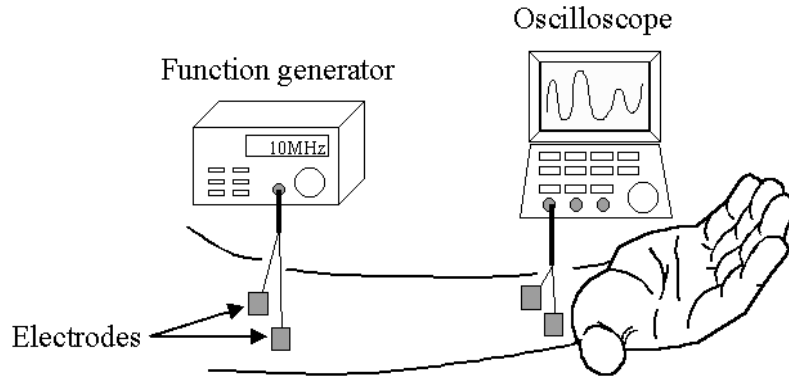 Oscilloscope
Function generator
10MHz
Electrodes